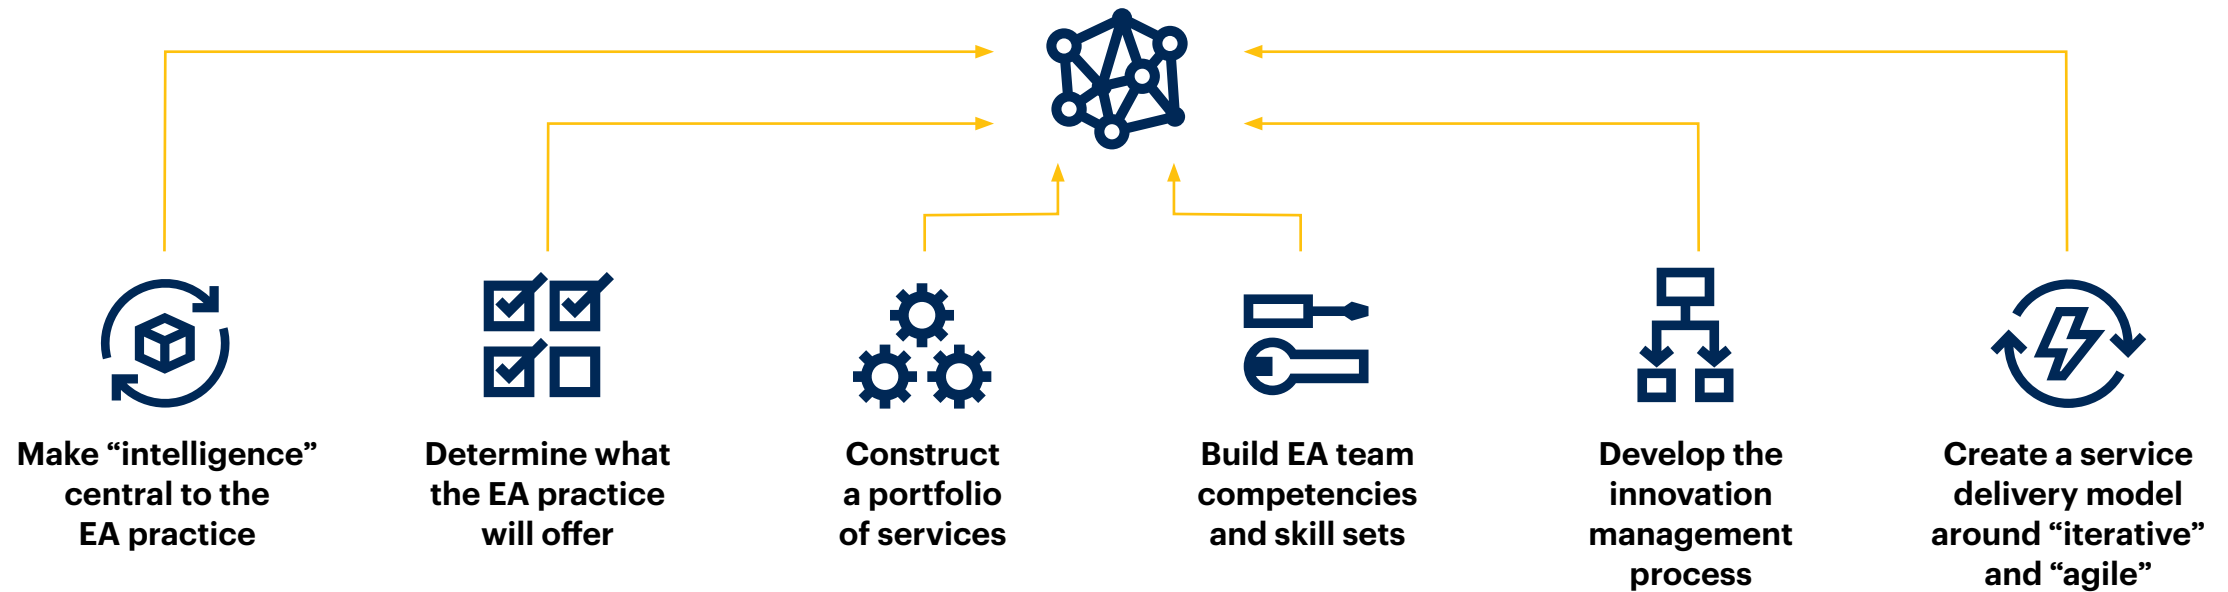 Make “intelligence”
central to the
EA practice
Determine what
the EA practice
will offer
Construct
a portfolio
of services
Build EA team
competencies
and skill sets
Develop the
innovation
management
process
Create a service
delivery model
around “iterative”
and “agile”